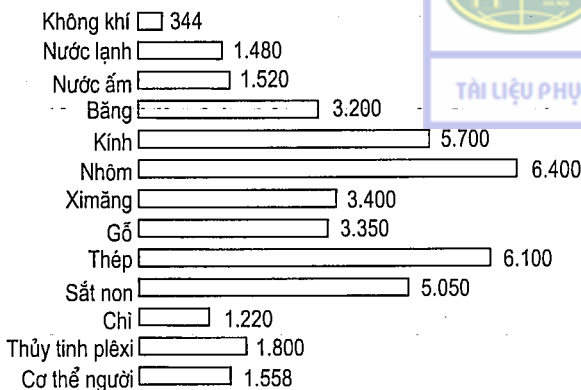 Không khí 344
Nước lạnh 1.480
Nước ấm 1.520
Băng 3.200
Kính 5.700
Nhôm 6.400
Ximăng 3.400
Gỗ 3.350
Thép 6.100
Sắt non 5.050
Chì 1.220
Thủy tinh plêxi 1.800
Cơ thể người 1.558
TÀI LIỆU PHỤ